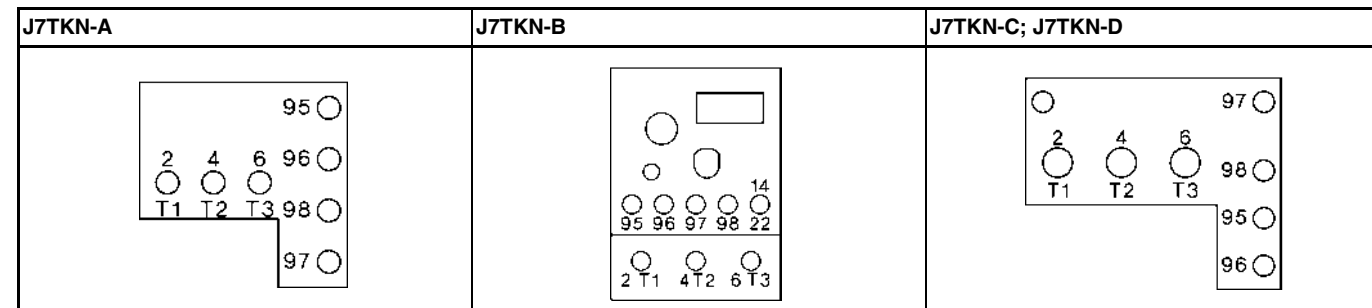 J7TKN-A
J7TKN-B
J7TKN-C; J7TKN-D
95
96
2 4 6
T1 T2 T3
98
97
14
95 96 97 98 22
2 T1 4 T2 6 T3
97
2 4 6
98
T1 T2 T3
95
96